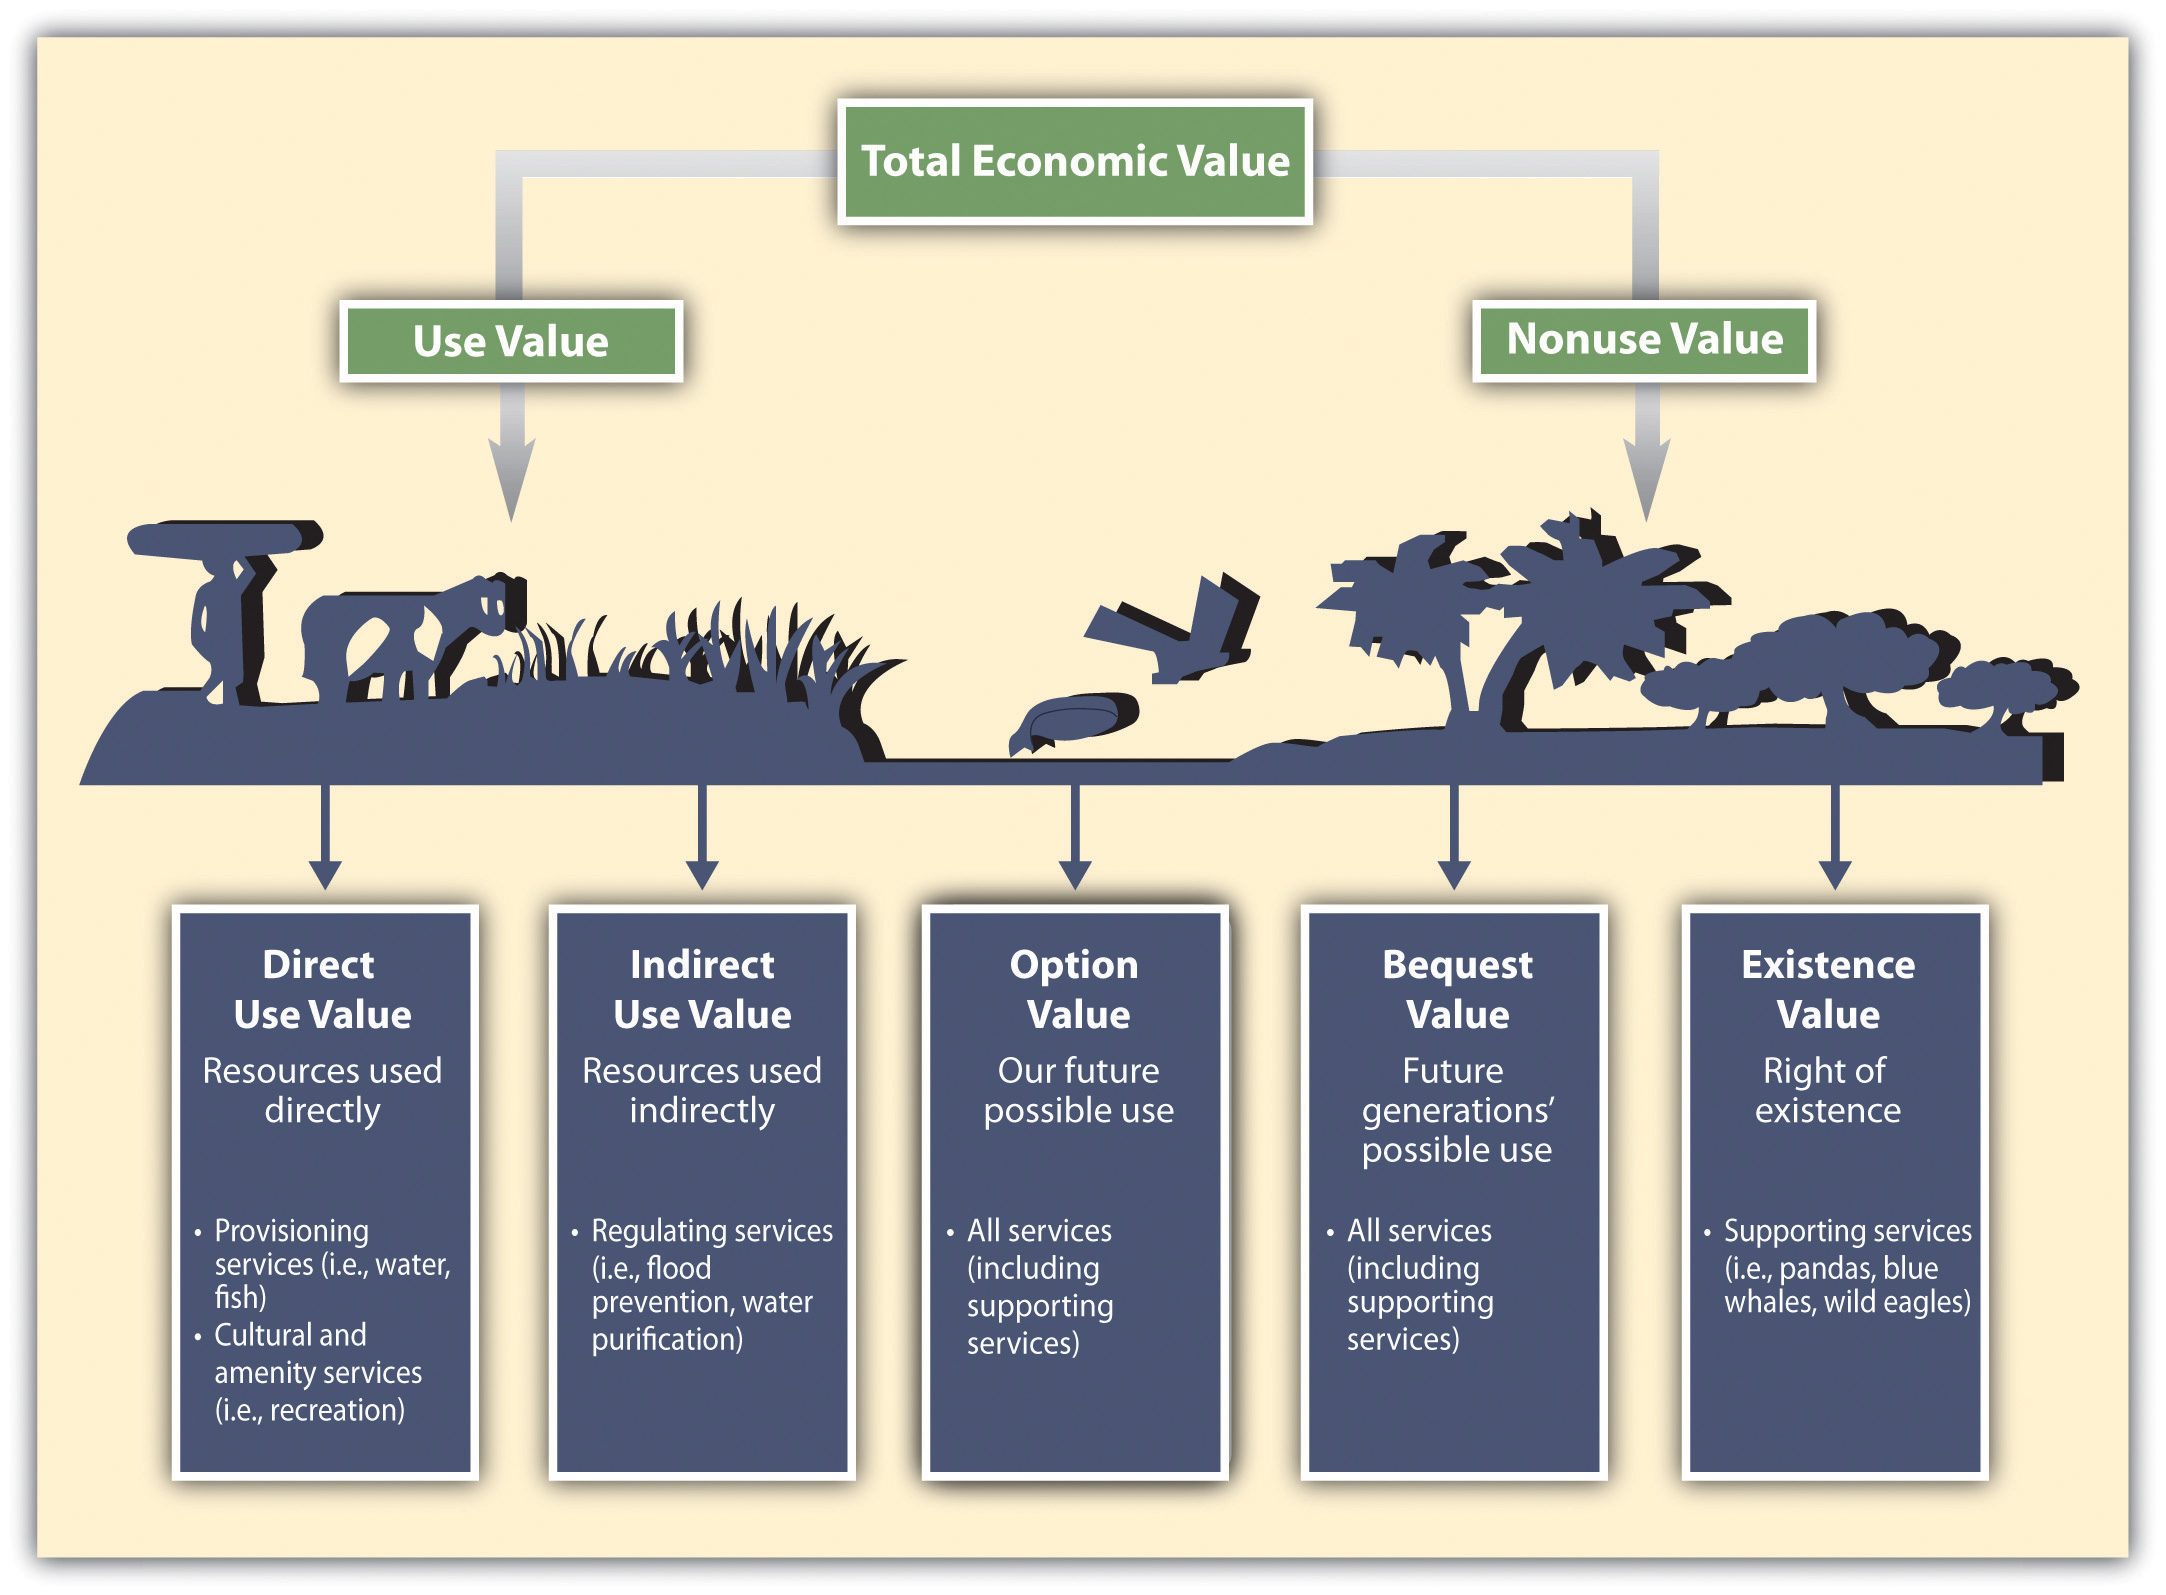 Total Economic Value
Use Value
Nonuse Value
Direct
Use Value
Resources used
directly
• Provisioning
services (i.e., water,
fish)
• Cultural and
amenity services
(i.e., recreation)
Indirect
Use Value
Resources used
indirectly
• Regulating services
(i.e., flood
prevention, water
purification)
Option
Value
Our future
possible use
• All services
(including
supporting
services)
Bequest
Value
Future
generations’
possible use
• All services
(including
supporting
services)
Existence
Value
Right of
existence
• Supporting services
(i.e., pandas, blue
whales, wild eagles)